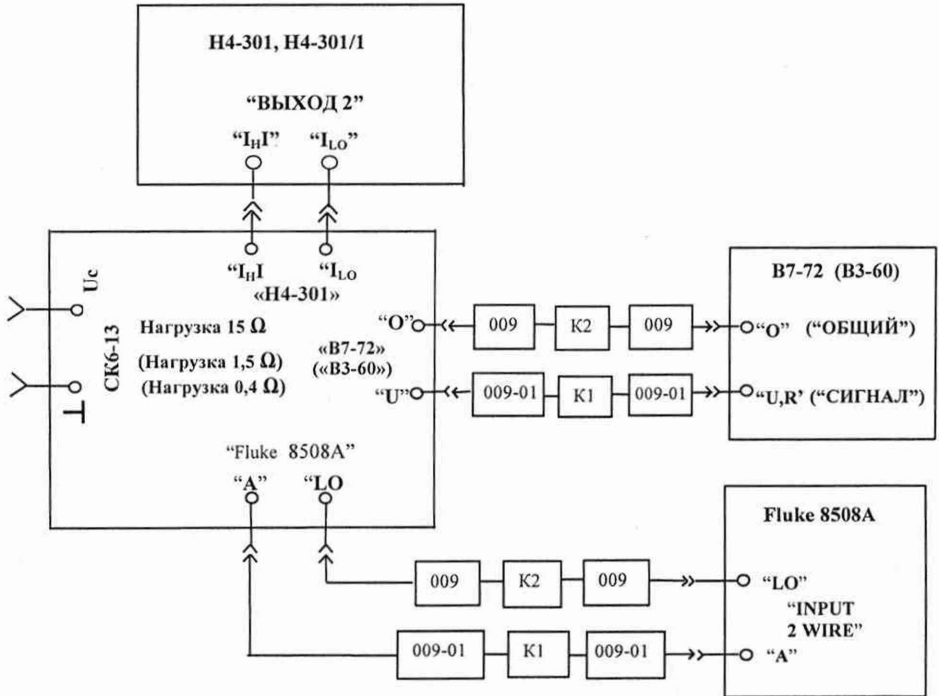 Н4-301, Н4-301/1
“ВЫХОД 2”
“IHI” “ILO”
“IHI “ILO
«Н4-301»
Uc
СК6-13
Нагрузка 15 Ω
(Нагрузка 1,5 Ω)
(Нагрузка 0,4 Ω)
“О”
«В7-72»
(«В3-60»)
“U”
“Fluke 8508A”
“A” “LO
009 К2 009
009-01 К1 009-01
В7-72 (В3-60)
“О” (“ОБЩИЙ”)
“U,R’ (“СИГНАЛ”)
009 К2 009
009-01 К1 009-01
Fluke 8508A
“LO”
“INPUT
2 WIRE”
“A”